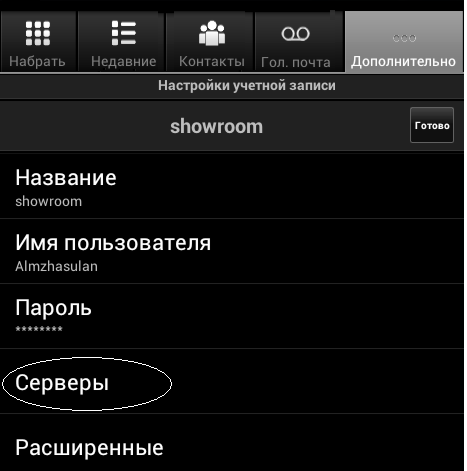 Набрать Недавние Контакты Гол. почта Дополнительно
Настройки учетной записи
showroom Готово
Название
showroom
Имя пользователя
Almzhasulan
Пароль
********
Серверы
Расширенные